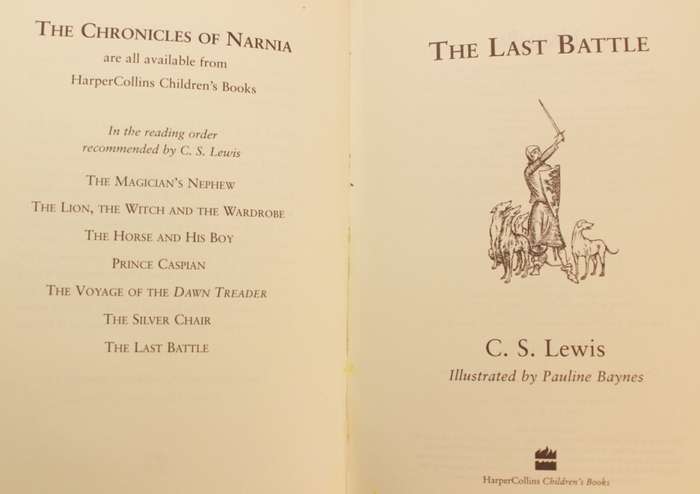 THE CHRONICLES OF NARNIA
are all available from
HarperCollins Children's Books
In the reading order
recommended by C. S. Lewis
THE MAGICIAN'S NEPHEW
THE LION, THE WITCH AND THE WARDROBE
THE HORSE AND HIS BOY
PRINCE CASPIAN
THE VOYAGE OF THE DAWN TREADER
THE SILVER CHAIR
THE LAST BATTLE
THE LAST BATTLE
C. S. Lewis
Illustrated by Pauline Baynes
HarperCollins Children's Books